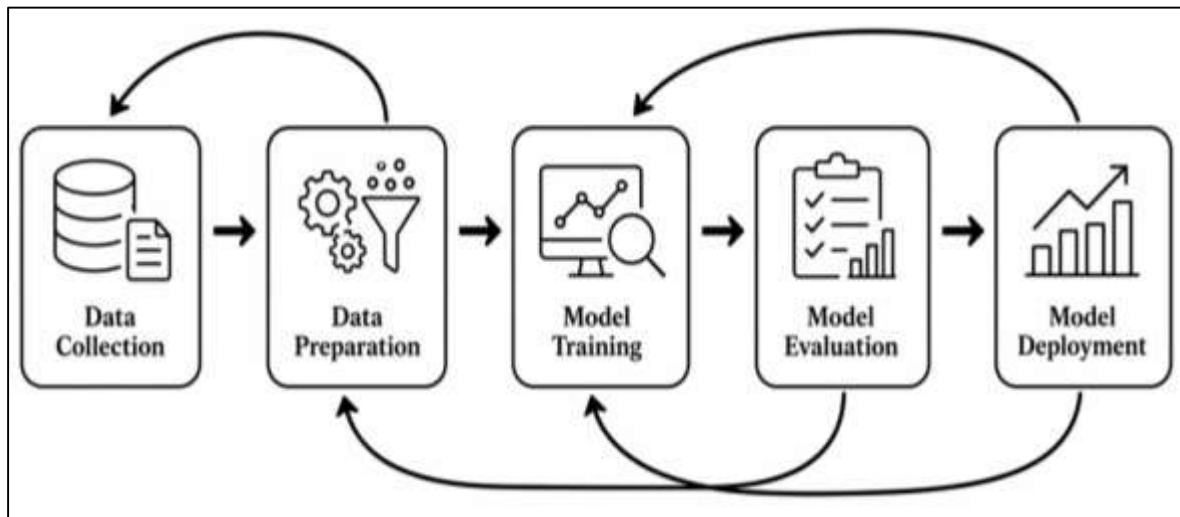 Data
Collection
Data
Preparation
Model
Training
Model
Evaluation
Model
Deployment